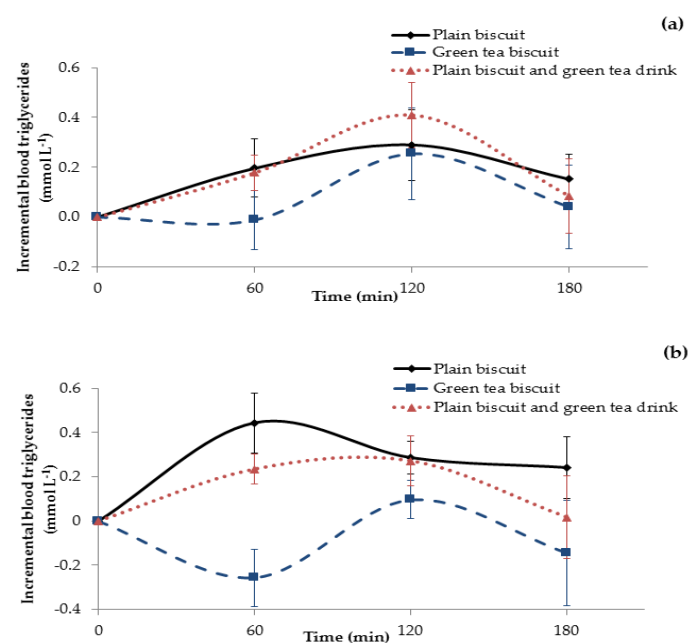 (a)
Plain biscuit
Green tea biscuit
Plain biscuit and green tea drink
Incremental blood triglycerides
(mmol L⁻¹)
0.6
0.4
0.2
0.0
-0.2
0
60
120
180
Time (min)
(b)
Plain biscuit
Green tea biscuit
Plain biscuit and green tea drink
Incremental blood triglycerides
(mmol L⁻¹)
0.6
0.4
0.2
0
-0.2
-0.4
0
60
120
180
Time (min)